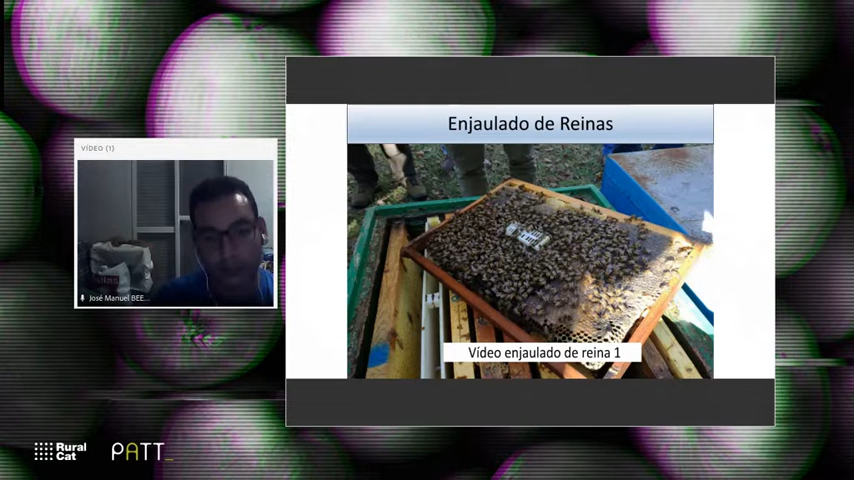 VÍDEO (1)
José Manuel BEE...
Enjaulado de Reinas
Vídeo enjaulado de reina 1
Rural
Cat
PATT_